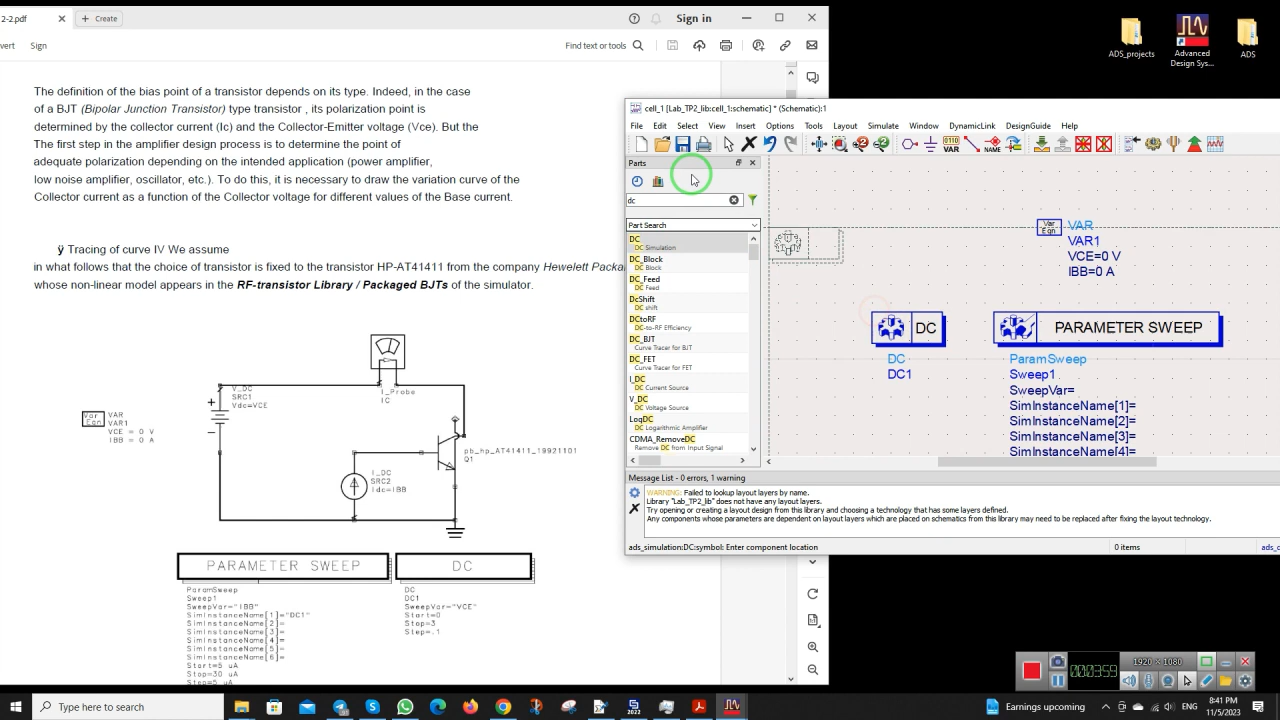 2-2.pdf
Create
Sign in
vert
Sign
Find text or tools
The definition of the bias point of a transistor depends on its type. Indeed, in the case
of a BJT (Bipolar Junction Transistor) type transistor , its polarization point is
determined by the collector current (Ic) and the Collector-Emitter voltage (Vce). But the
The first step in the amplifier design process is to determine the point of
adequate polarization depending on the intended application (power amplifier,
low noise amplifier, oscillator, etc.). To do this, it is necessary to draw the variation curve of the
Collector current as a function of the Collector voltage for different values of the Base current.
ÿ Tracing of curve IV We assume
in what follows that the choice of transistor is fixed to the transistor HP-AT41411 from the company Hewelett Packa
whose non-linear model appears in the RF-transistor Library / Packaged BJTs of the simulator.
V_DC
SRC1
Vdc=VCE
I_Probe
IC
Var
Eqn
VAR
VAR1
VCE = 0 V
IBB = 0 A
pb_hp_AT41411_19921101
Q1
I_DC
SRC2
Idc=IBB
PARAMETER SWEEP
DC
ParamSweep
Sweep1
SweepVar="IBB"
SimInstanceName[1]="DC1"
SimInstanceName[2]=
SimInstanceName[3]=
SimInstanceName[4]=
SimInstanceName[5]=
SimInstanceName[6]=
Start=5 uA
Stop=30 uA
Step=5 uA
DC
DC1
SweepVar="VCE"
Start=0
Stop=3
Step=.1
ADS_projects
Advanced
Design Sys...
ADS
cell_1 [Lab_TP2_lib:cell_1:schematic] * (Schematic):1
File Edit Select View Insert Options Tools Layout Simulate Window DynamicLink DesignGuide Help
VAR
NAME
Parts
dc
Part Search
DC
DC Simulation
DC_Block
DC Block
DC_Feed
DC Feed
DcShift
DC shift
DCtoRF
DC-to-RF Efficiency
DC_BJT
Curve Tracer for BJT
DC_FET
Curve Tracer for FET
I_DC
DC Current Source
V_DC
DC Voltage Source
LogDC
DC Logarithmic Amplifier
CDMA_RemoveDC
Remove DC from Input Signal
Var
Eqn
VAR
VAR1
VCE=0 V
IBB=0 A
DC
DC
DC1
PARAMETER SWEEP
ParamSweep
Sweep1
SweepVar=
SimInstanceName[1]=
SimInstanceName[2]=
SimInstanceName[3]=
SimInstanceName[4]=
Message List - 0 errors, 1 warning
WARNING: Failed to lookup layout layers by name.
Library "Lab_TP2_lib" does not have any layout layers.
Try opening or creating a layout design from this library and choosing a technology that has some layers defined.
Any components whose parameters are dependent on layout layers which are placed on schematics from this library may need to be replaced after fixing the layout technology.
ads_simulation:DC:symbol: Enter component location
0 items
ads_c
1920 × 1080
00:03:59
Type here to search
2022
Earnings upcoming
ENG
8:41 PM
11/5/2023